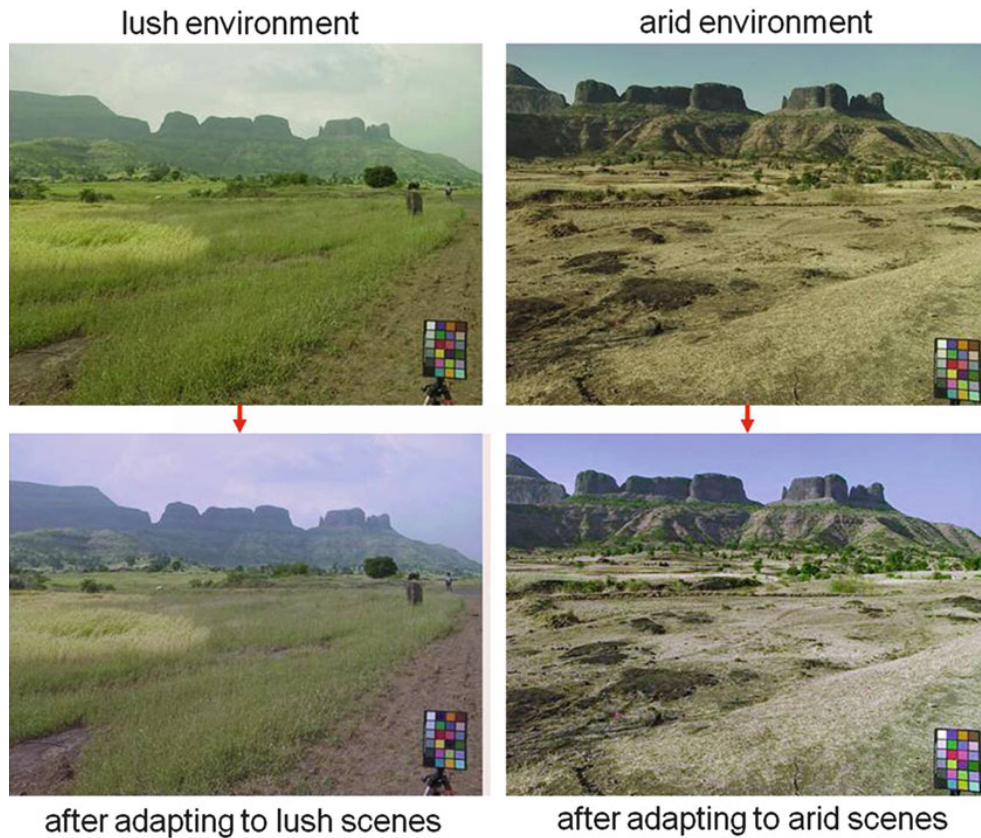 lush environment
arid environment
after adapting to lush scenes
after adapting to arid scenes